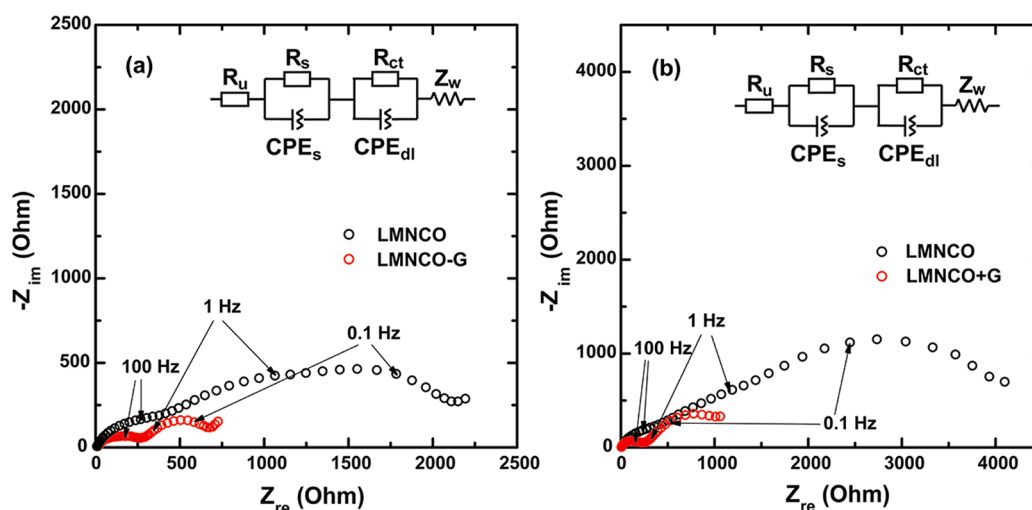 (a)
R_u
R_s
CPE_s
R_ct
CPE_dl
Z_w
LMNCO
LMNCO-G
100 Hz
1 Hz
0.1 Hz
2500
2000
1500
1000
500
0
0 500 1000 1500 2000 2500
-Z_im (Ohm)
Z_re (Ohm)
(b)
R_u
R_s
CPE_s
R_ct
CPE_dl
Z_w
LMNCO
LMNCO+G
100 Hz
1 Hz
0.1 Hz
4000
3000
2000
1000
0
0 1000 2000 3000 4000
-Z_im (Ohm)
Z_re (Ohm)